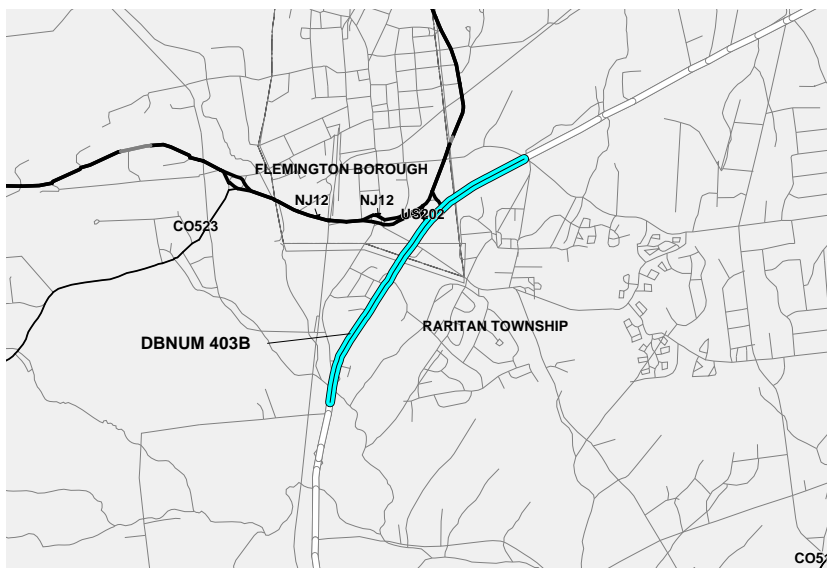 FLEMINGTON BOROUGH
NJ12
NJ12
US202
CO523
RARITAN TOWNSHIP
DBNUM 403B